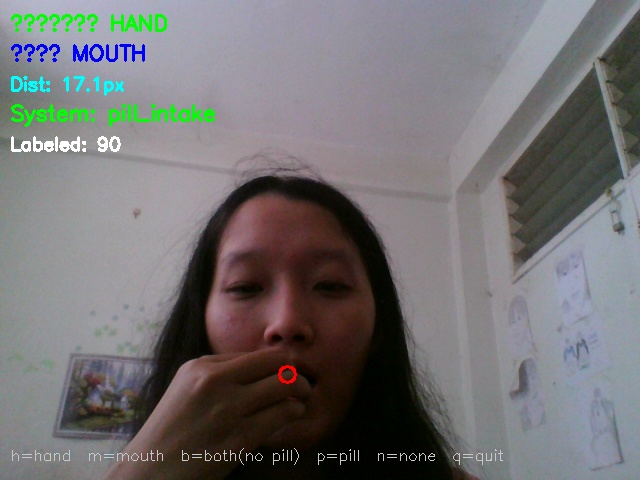 ??????? HAND
???? MOUTH
Dist: 17.1px
System: pill_intake
Labeled: 90
h=hand m=mouth b=both(no pill) p=pill n=none q=quit